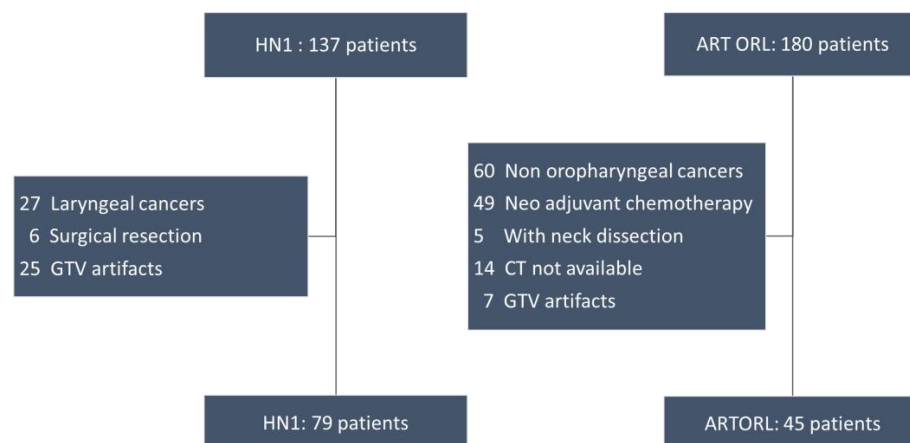 HN1 : 137 patients
ART ORL: 180 patients
27 Laryngeal cancers
6 Surgical resection
25 GTV artifacts
60 Non oropharyngeal cancers
49 Neo adjuvant chemotherapy
5 With neck dissection
14 CT not available
7 GTV artifacts
HN1: 79 patients
ARTORL: 45 patients